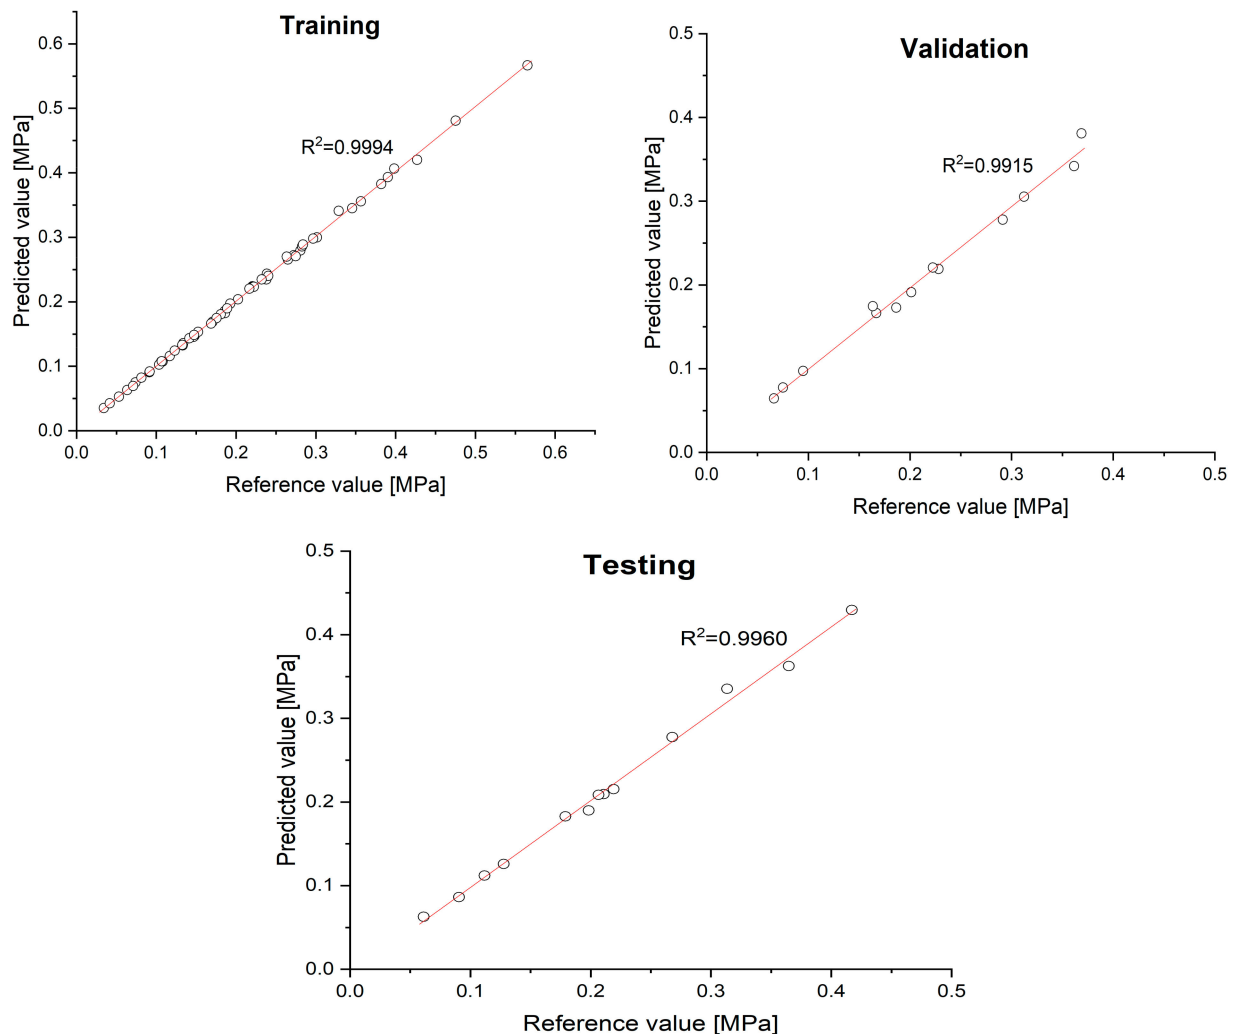 Training
R²=0.9994
Predicted value [MPa]
0.6
0.5
0.4
0.3
0.2
0.1
0.0
0.0 0.1 0.2 0.3 0.4 0.5 0.6
Reference value [MPa]
Validation
R²=0.9915
Predicted value [MPa]
0.5
0.4
0.3
0.2
0.1
0.0
0.0 0.1 0.2 0.3 0.4 0.5
Reference value [MPa]
Testing
R²=0.9960
Predicted value [MPa]
0.5
0.4
0.3
0.2
0.1
0.0
0.0 0.1 0.2 0.3 0.4 0.5
Reference value [MPa]